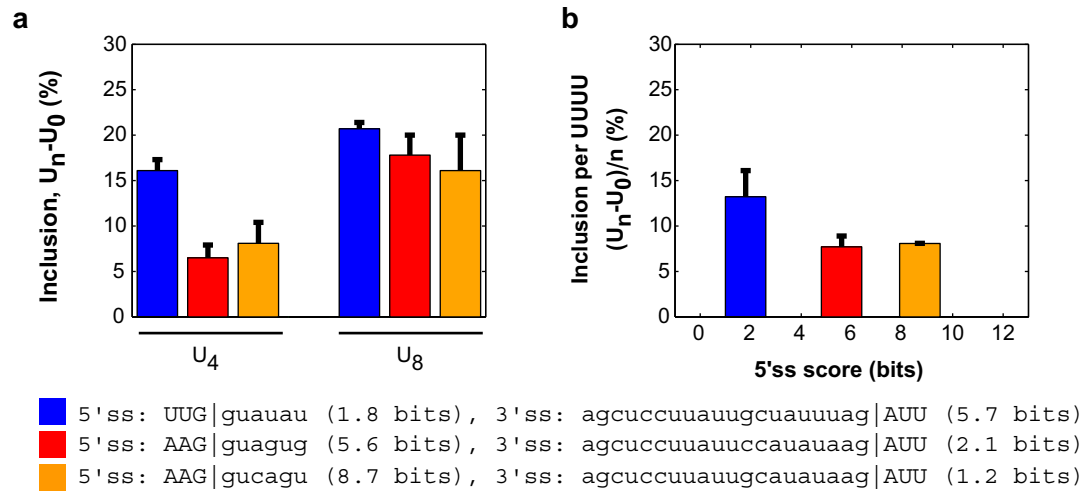 a
Inclusion, Un-U0 (%)
30
25
20
15
10
5
0
U4
U8
b
Inclusion per UUUU
(Un-U0)/n (%)
30
25
20
15
10
5
0
0 2 4 6 8 10 12
5'ss score (bits)
5'ss: UUG|guauau (1.8 bits), 3'ss: agcuccuuauugcuauuuag|AUU (5.7 bits)
5'ss: AAG|guagug (5.6 bits), 3'ss: agcuccuuauuccauauaag|AUU (2.1 bits)
5'ss: AAG|gucagu (8.7 bits), 3'ss: agcuccuuauugcauauaag|AUU (1.2 bits)